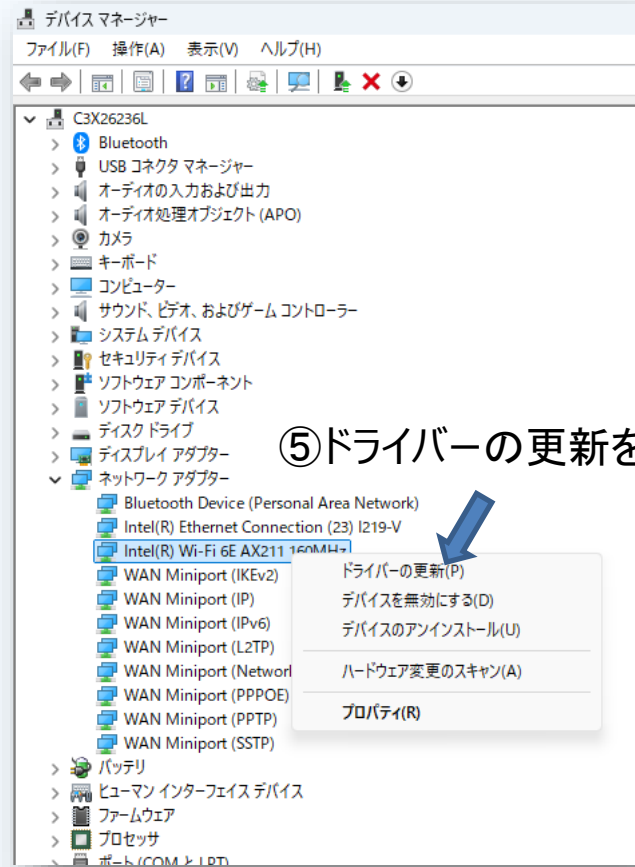 デバイス マネージャー
ファイル(F) 操作(A) 表示(V) ヘルプ(H)
C3X26236L
Bluetooth
USB コネクタ マネージャー
オーディオの入力および出力
オーディオ処理オブジェクト (APO)
カメラ
キーボード
コンピューター
サウンド、ビデオ、およびゲーム コントローラー
システム デバイス
セキュリティ デバイス
ソフトウェア コンポーネント
ソフトウェア デバイス
ディスク ドライブ
ディスプレイ アダプター
⑤ドライバーの更新を
ネットワーク アダプター
Bluetooth Device (Personal Area Network)
Intel(R) Ethernet Connection (23) I219-V
Intel(R) Wi-Fi 6E AX211 160MHz
WAN Miniport (IKEv2)
WAN Miniport (IP)
WAN Miniport (IPv6)
WAN Miniport (L2TP)
WAN Miniport (Network
WAN Miniport (PPPOE)
WAN Miniport (PPTP)
WAN Miniport (SSTP)
ドライバーの更新(P)
デバイスを無効にする(D)
デバイスのアンインストール(U)
ハードウェア変更のスキャン(A)
プロパティ(R)
バッテリ
ヒューマン インターフェイス デバイス
ファームウェア
プロセッサ
ポート (COM と LPT)